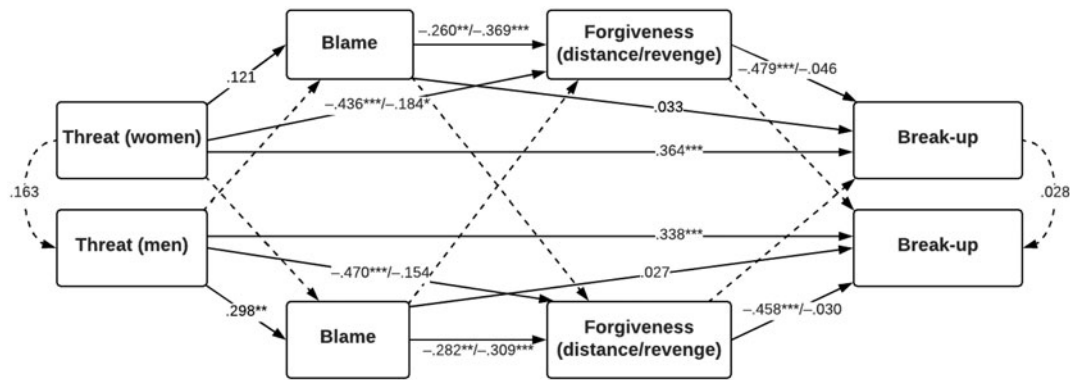 –.260**/–.369***
Blame
Forgiveness
(distance/revenge)
–.479***/–.046
.121
–.436***/–.184*
.033
Threat (women)
Break-up
.364***
.163
.028
Threat (men)
.338***
Break-up
–.470***/–.154
.027
.298**
Blame
Forgiveness
(distance/revenge)
–.458***/–.030
–.282**/–.309***